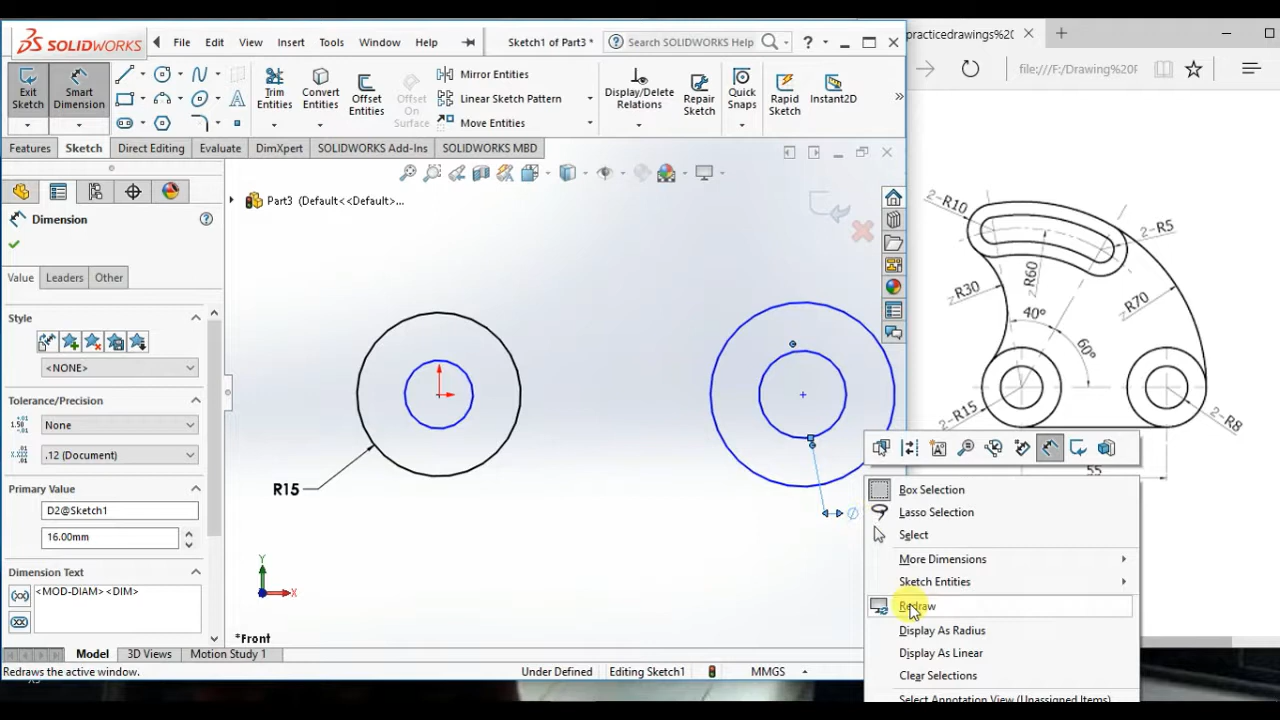 SOLIDWORKS
File Edit View Insert Tools Window Help
Sketch1 of Part3 *
Search SOLIDWORKS Help
?
practicedrawings%20
file:///F:/Drawing%20F
Exit Sketch
Smart Dimension
Trim Entities
Convert Entities
Offset Entities
Offset On Surface
Mirror Entities
Linear Sketch Pattern
Move Entities
Display/Delete Relations
Repair Sketch
Quick Snaps
Rapid Sketch
Instant2D
Features Sketch Direct Editing Evaluate DimXpert SOLIDWORKS Add-Ins SOLIDWORKS MBD
Part3 (Default<<Default>...
Dimension
Value Leaders Other
Style
<NONE>
Tolerance/Precision
None
.12 (Document)
Primary Value
D2@Sketch1
16.00mm
Dimension Text
<MOD-DIAM> <DIM>
R15
Y
X
*Front
2-R10
2-R5
R60
R30
R70
40°
60°
2-R15
2-R8
55
Box Selection
Lasso Selection
Select
More Dimensions
Sketch Entities
Redraw
Display As Radius
Display As Linear
Clear Selections
Select Annotation View (Unassigned Items)
Model 3D Views Motion Study 1
Redraws the active window.
Under Defined Editing Sketch1 MMGS